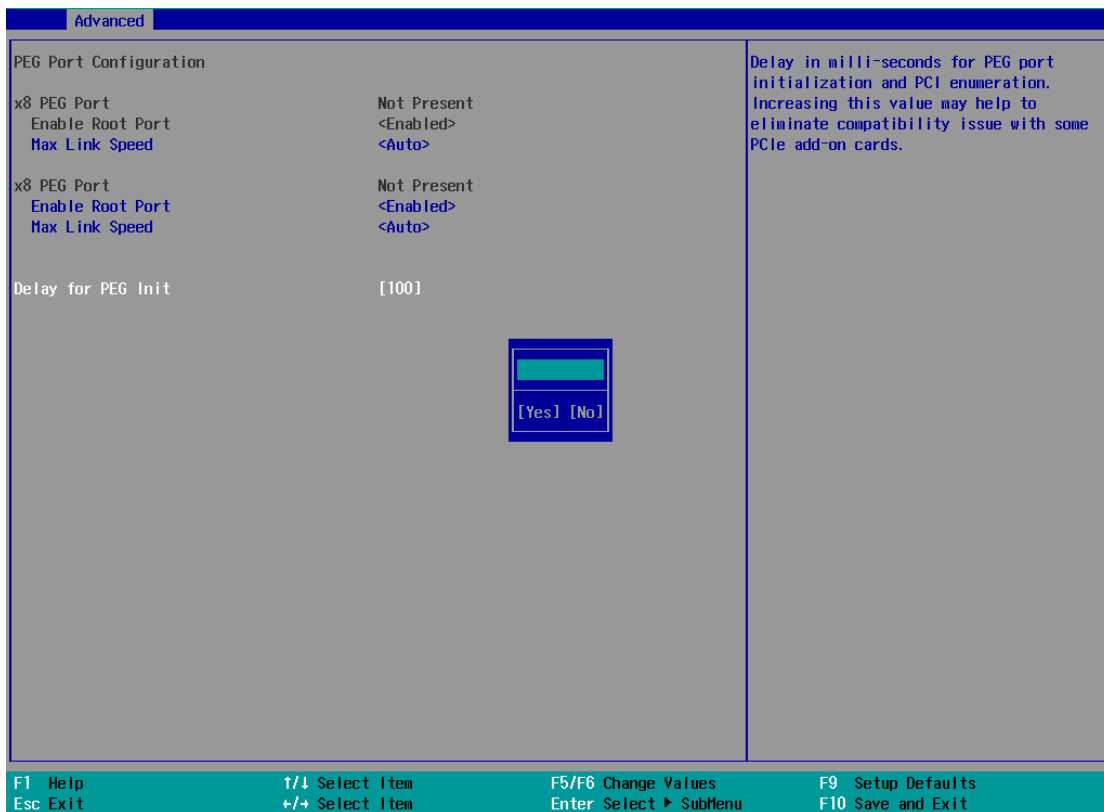 Advanced
PEG Port Configuration
x8 PEG Port Not Present
Enable Root Port <Enabled>
Max Link Speed <Auto>
x8 PEG Port Not Present
Enable Root Port <Enabled>
Max Link Speed <Auto>
Delay for PEG Init [100]
[Yes] [No]
Delay in milli-seconds for PEG port
initialization and PCI enumeration.
Increasing this value may help to
eliminate compatibility issue with some
PCIe add-on cards.
F1 Help ↑/↓ Select Item F5/F6 Change Values F9 Setup Defaults
Esc Exit ←/→ Select Item Enter Select ▶ SubMenu F10 Save and Exit